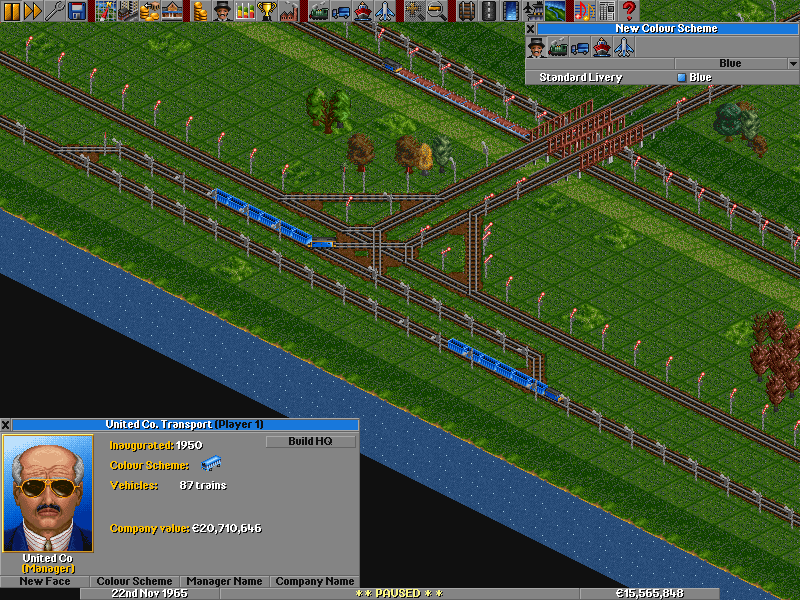 New Colour Scheme
Blue
Standard Livery Blue
United Co. Transport (Player 1)
Inaugurated: 1950
Build HQ
Colour Scheme:
Vehicles: 87 trains
Company value: €20,710,646
United Co
(Manager)
New Face Colour Scheme Manager Name Company Name
22nd Nov 1965 * * PAUSED * * €15,565,848